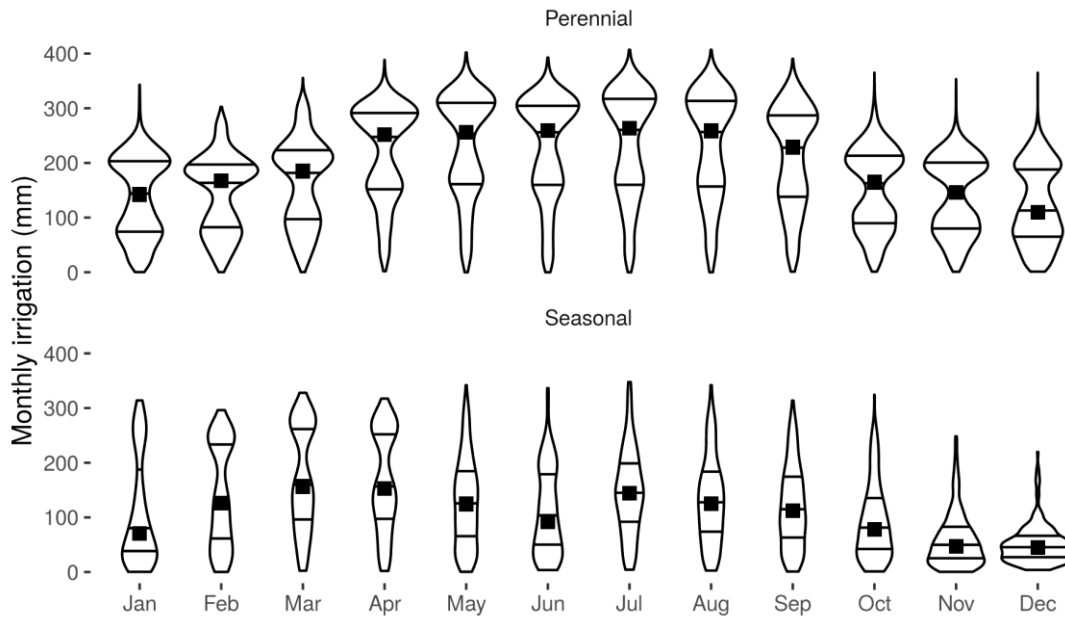 Perennial
400
300
200
100
0
Seasonal
400
300
200
100
0
Monthly irrigation (mm)
Jan Feb Mar Apr May Jun Jul Aug Sep Oct Nov Dec